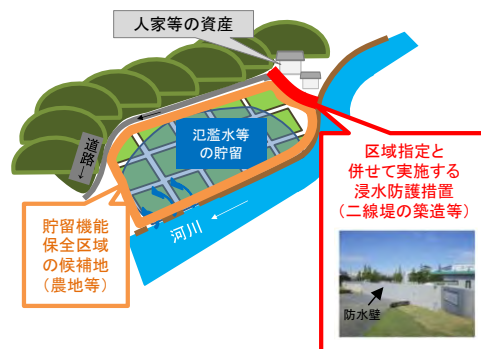 人家等の資産
氾濫水等
の貯留
道路→
河川
貯留機能
保全区域
の候補地
（農地等）
区域指定と
併せて実施する
浸水防護措置
（二線堤の築造等）
防水壁